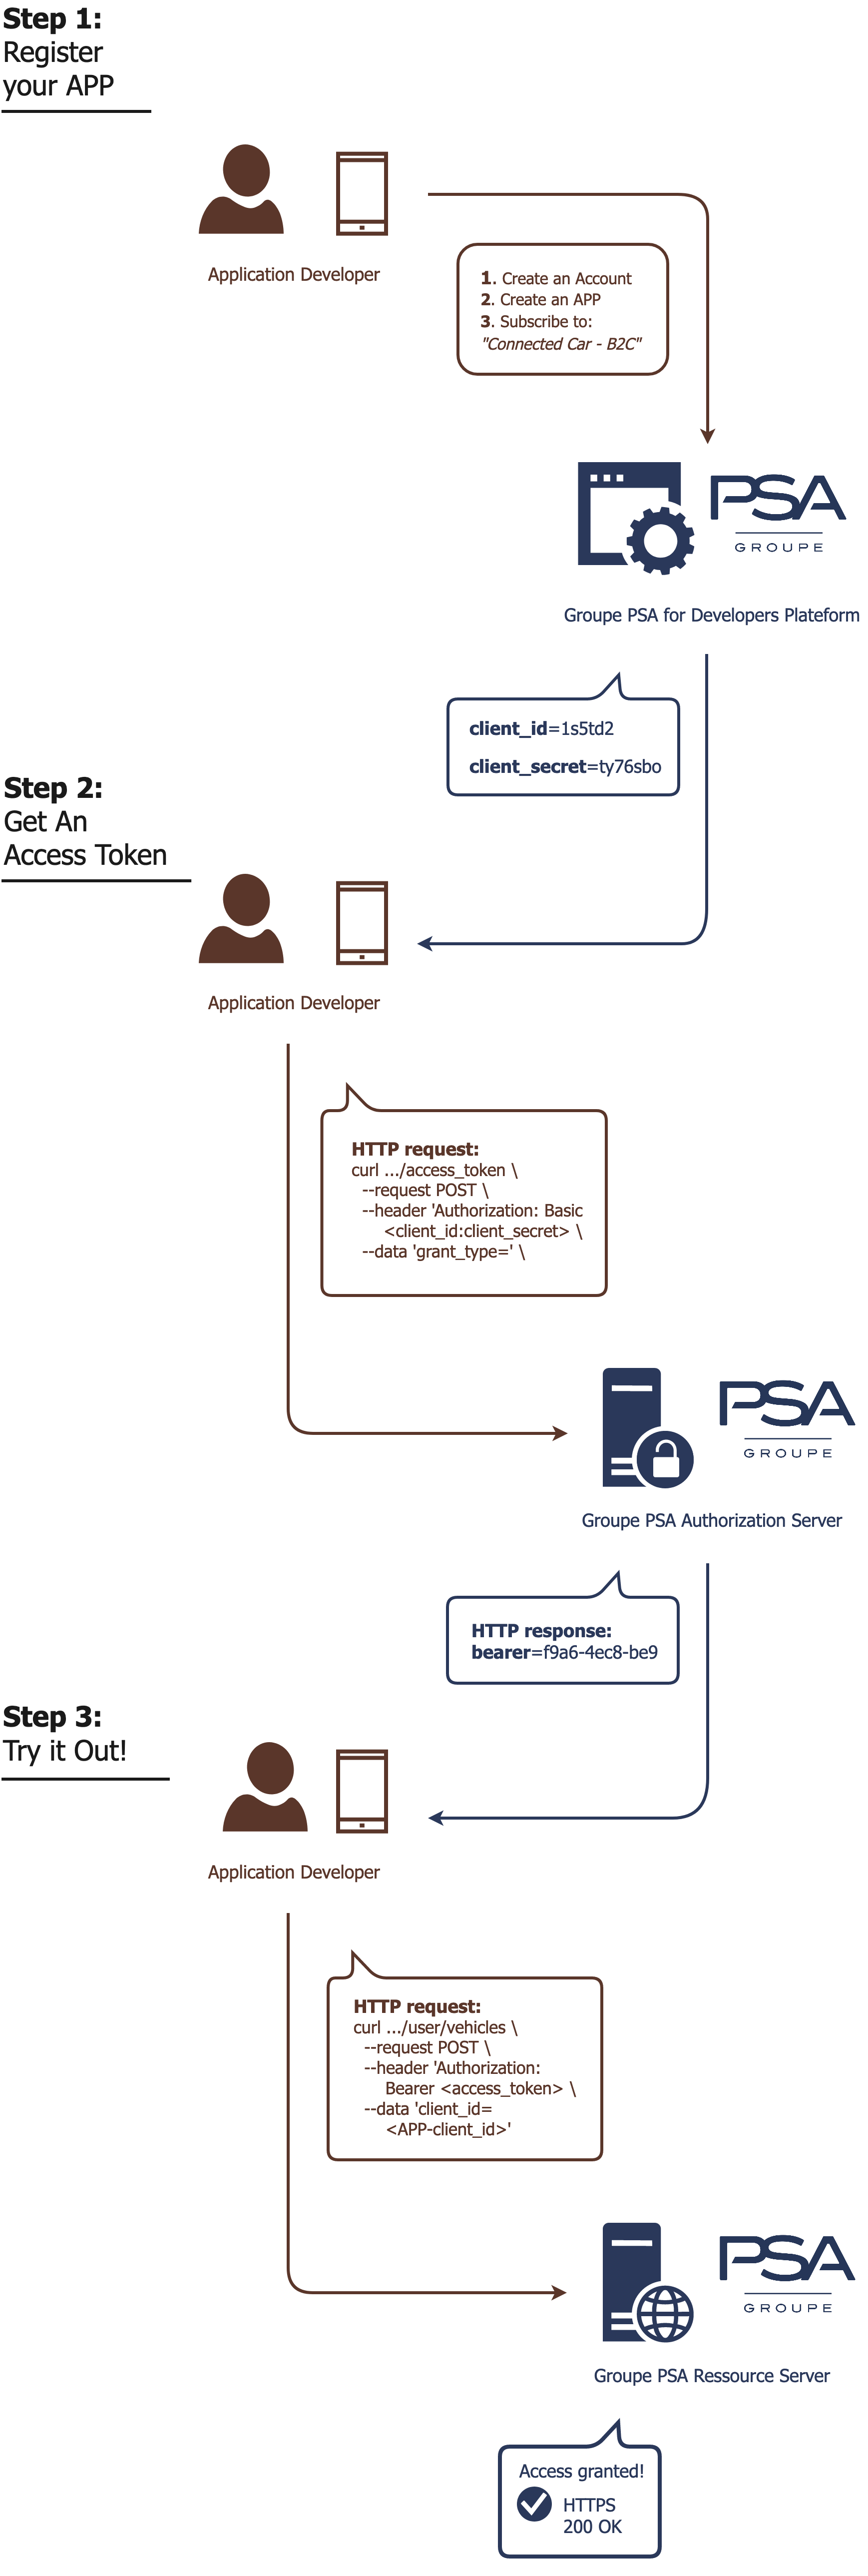 Step 1:
Register
your APP
Application Developer
1. Create an Account
2. Create an APP
3. Subscribe to:
"Connected Car - B2C"
PSA
GROUPE
Groupe PSA for Developers Plateform
client_id=1s5td2
client_secret=ty76sbo
Step 2:
Get An
Access Token
Application Developer
HTTP request:
curl .../access_token \
--request POST \
--header 'Authorization: Basic
<client_id:client_secret> \
--data 'grant_type=' \
PSA
GROUPE
Groupe PSA Authorization Server
HTTP response:
bearer=f9a6-4ec8-be9
Step 3:
Try it Out!
Application Developer
HTTP request:
curl .../user/vehicles \
--request POST \
--header 'Authorization:
Bearer <access_token> \
--data 'client_id=
<APP-client_id>'
PSA
GROUPE
Groupe PSA Ressource Server
Access granted!
HTTPS
200 OK